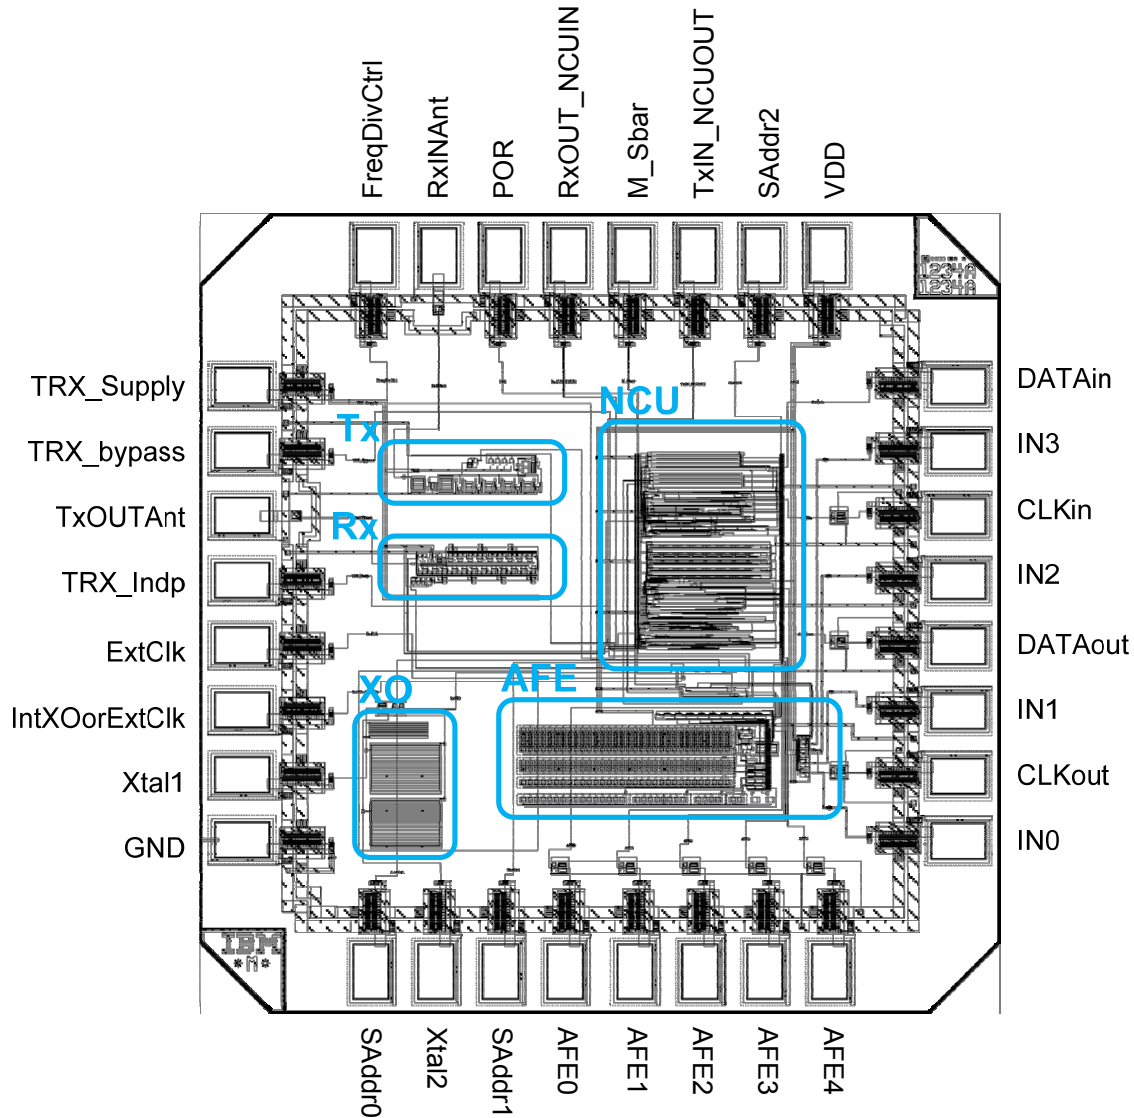 FreqDivCtrl
RxINAnt
POR
RxOUT_NCUIN
M_Sbar
TxIN_NCUOUT
SAddr2
VDD
1234A
1234A
TRX_Supply
TRX_bypass
TxOUTAnt
TRX_Indp
ExtClk
IntXOorExtClk
Xtal1
GND
Tx
Rx
NCU
AFE
XO
DATAin
IN3
CLKin
IN2
DATAout
IN1
CLKout
IN0
IBM
*M*
SAddr0
Xtal2
SAddr1
AFE0
AFE1
AFE2
AFE3
AFE4